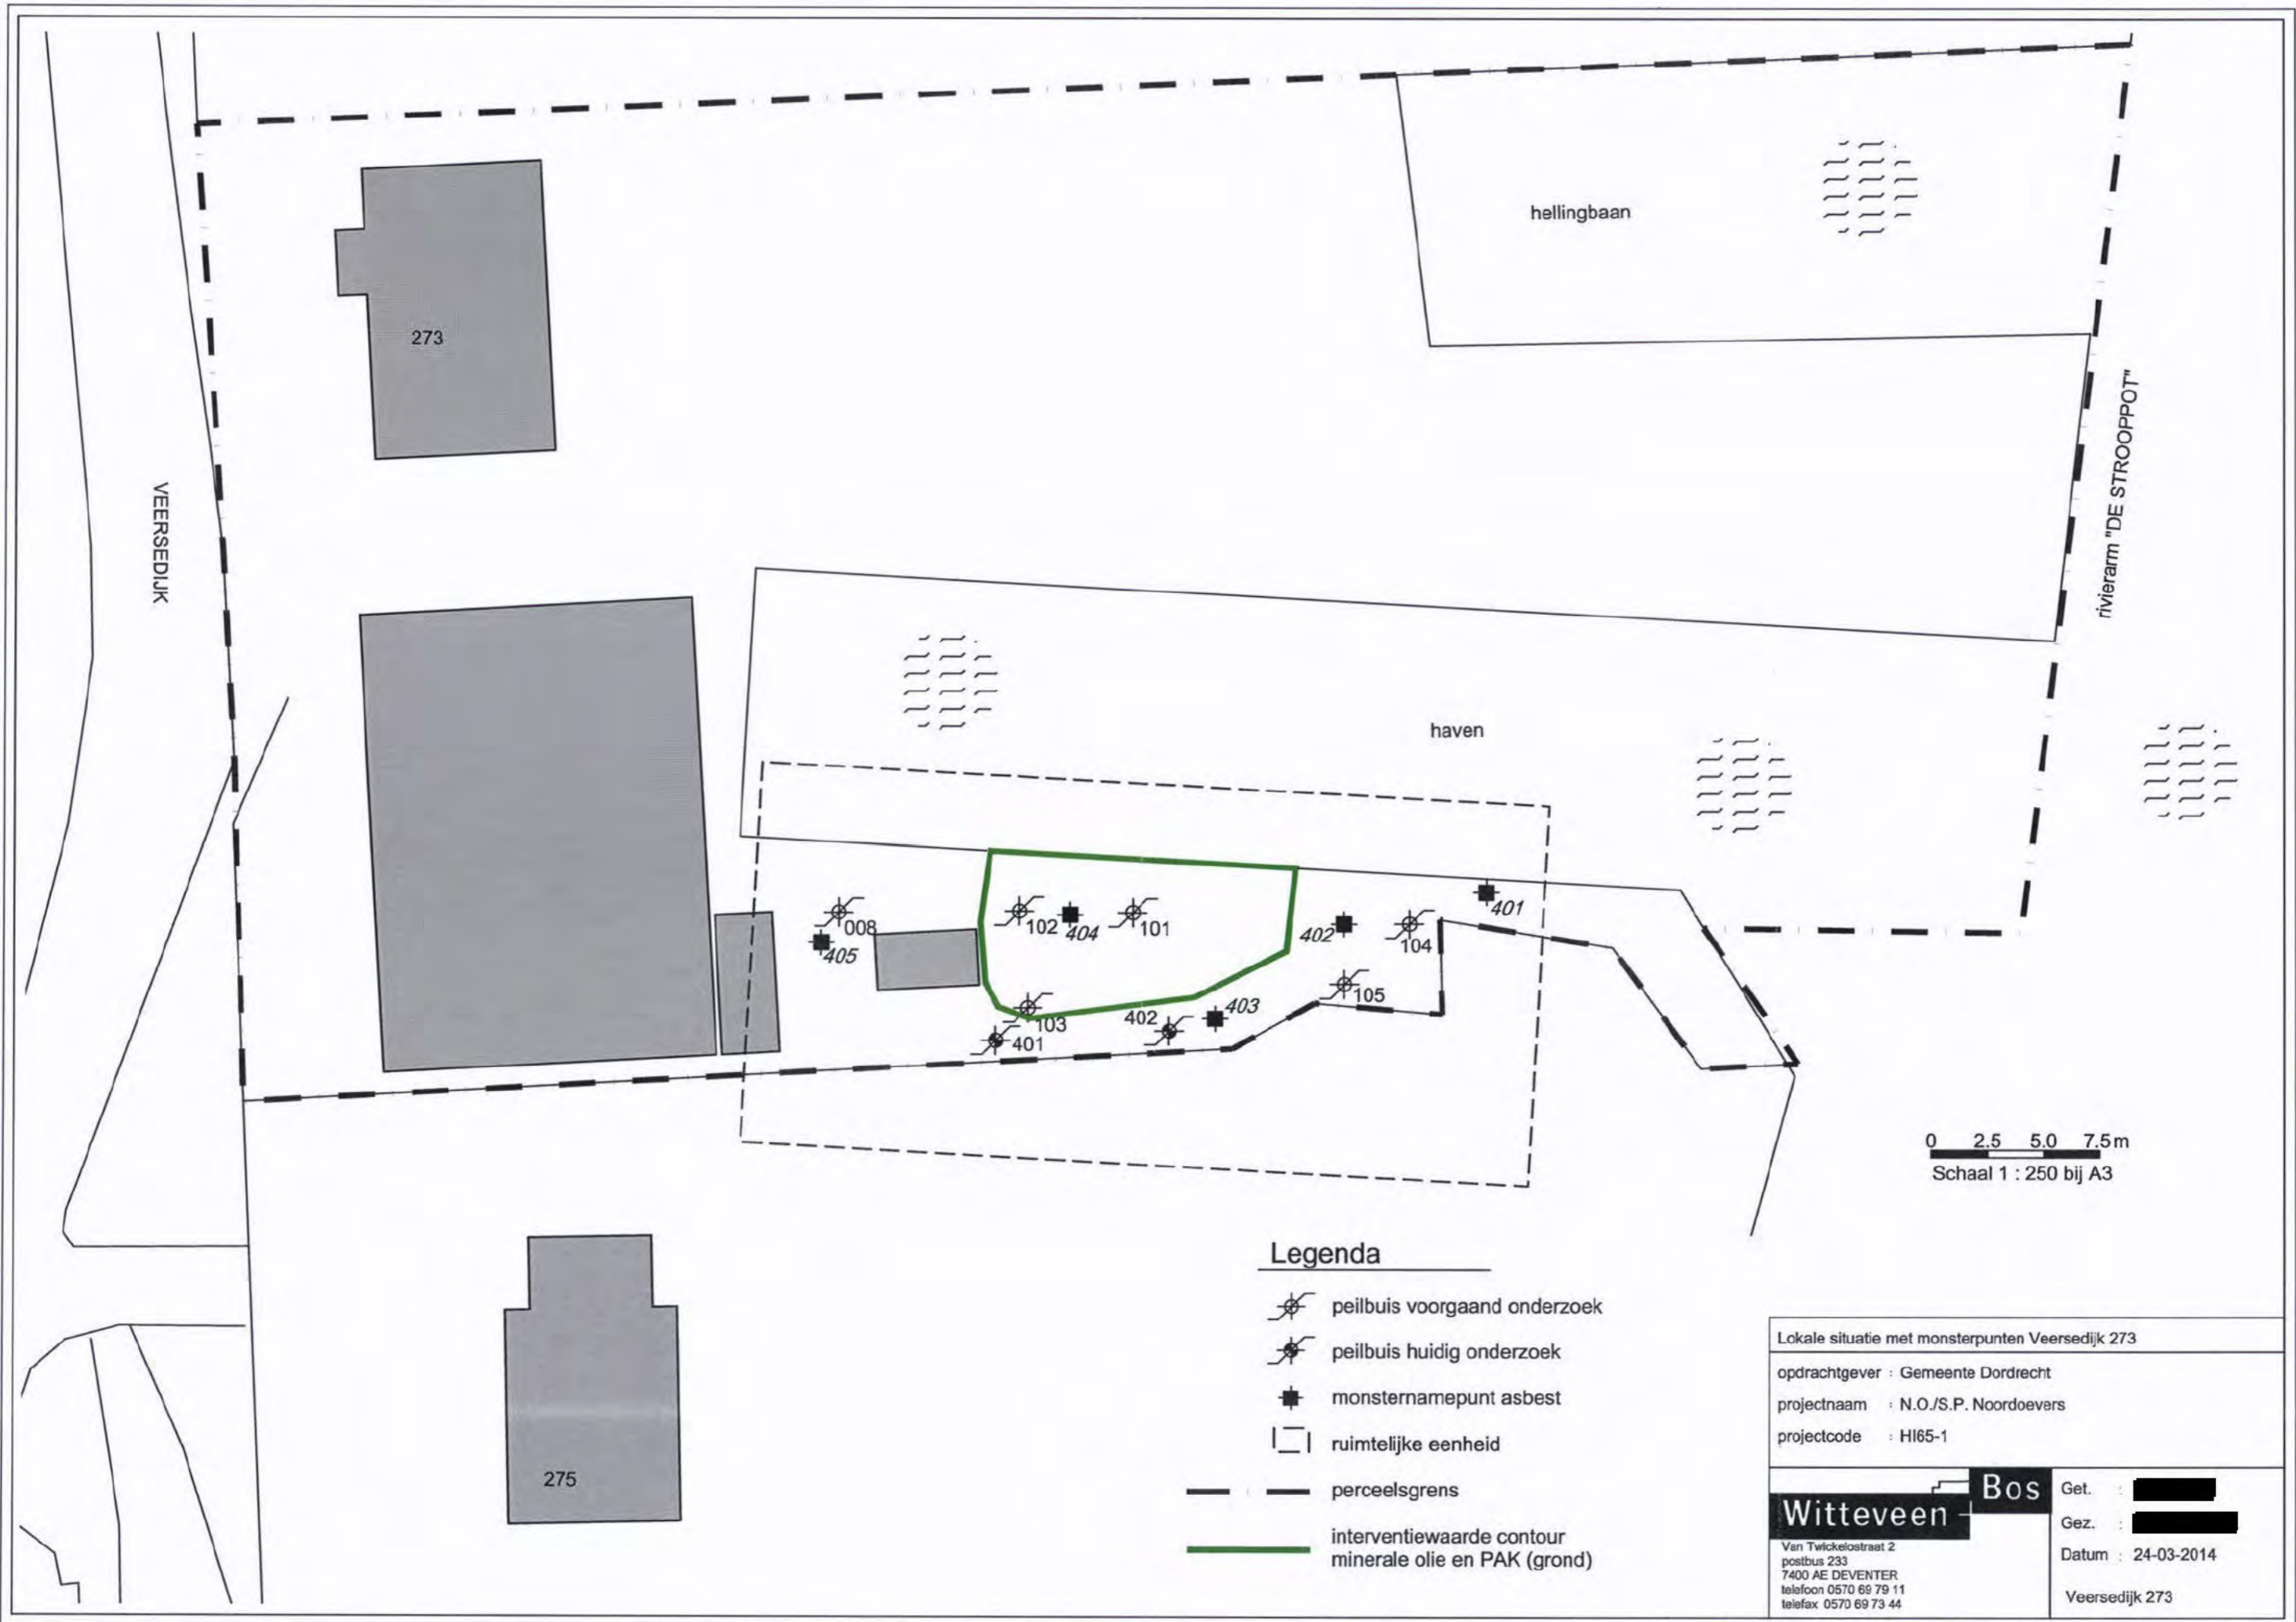 hellingbaan
273
VEERSEDIJK
rivierarm "DE STROOPPOT"
haven
008
405
102
404
101
402
104
401
105
103
401
402
403
0 2.5 5.0 7.5m
Schaal 1 : 250 bij A3
275
Legenda
peilbuis voorgaand onderzoek
peilbuis huidig onderzoek
monsternamepunt asbest
ruimtelijke eenheid
perceelsgrens
interventiewaarde contour
minerale olie en PAK (grond)
Lokale situatie met monsterpunten Veersedijk 273
opdrachtgever : Gemeente Dordrecht
projectnaam : N.O./S.P. Noordoevers
projectcode : HI65-1
Witteveen + Bos
Van Twickelostraat 2
postbus 233
7400 AE DEVENTER
telefoon 0570 69 79 11
telefax 0570 69 73 44
Get. :
Gez. :
Datum : 24-03-2014
Veersedijk 273